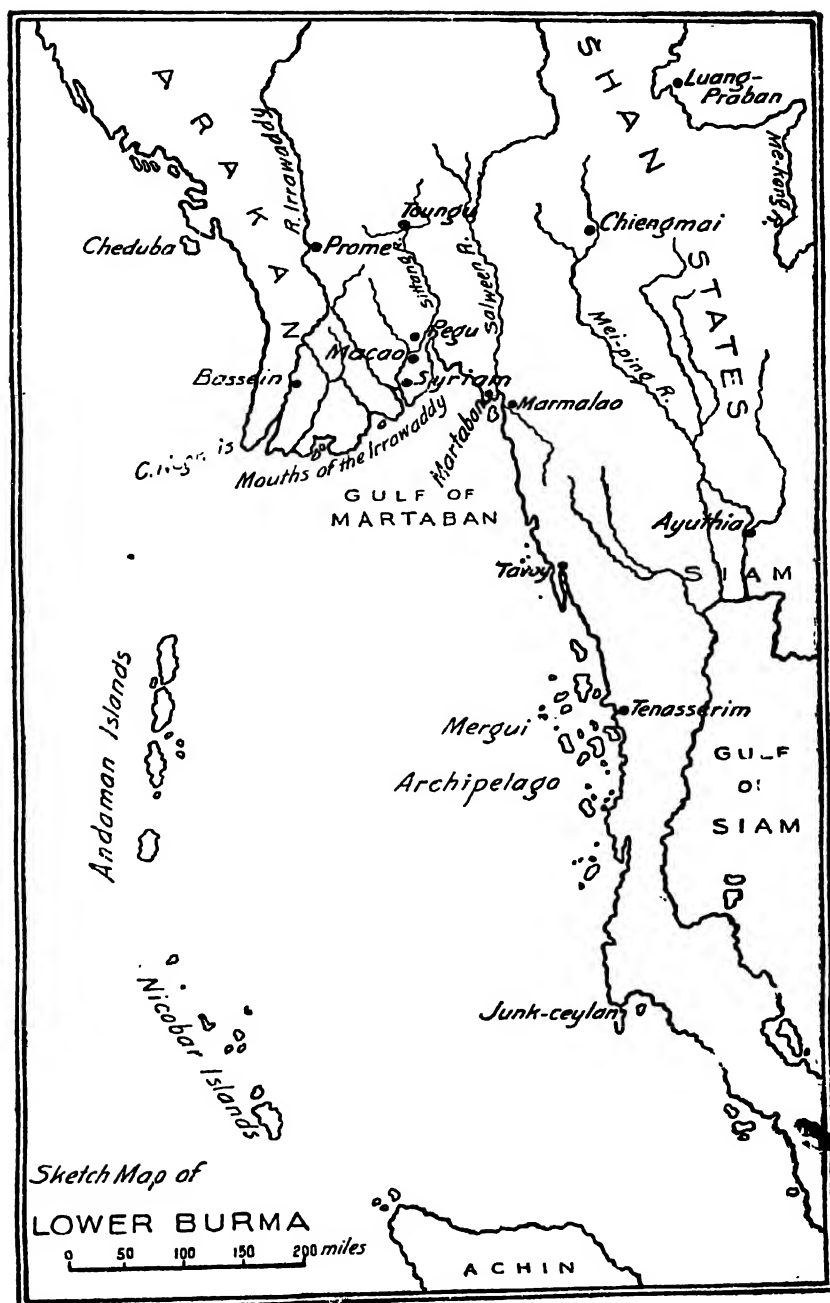 ARAKAN
SHAN
STATES
Luang-
Praban
Me-kong R.
R. Irrawaddy
Toungu
Chiengmai
Cheduba
Prome
Sittang R.
Salween R.
Pegu
Macao
Mei-ping R.
Bassein
Syriam
Marmalao
Martaban
Mouths of the Irrawaddy
GULF OF
MARTABAN
Ayuthia
Tavoy
SIAM
Andaman Islands
Mergui
Archipelago
Tenasserim
GULF
SIAM
Nicobar Islands
Junk-ceylan
Sketch Map of
LOWER BURMA
0 50 100 150 200 miles
ACHIN